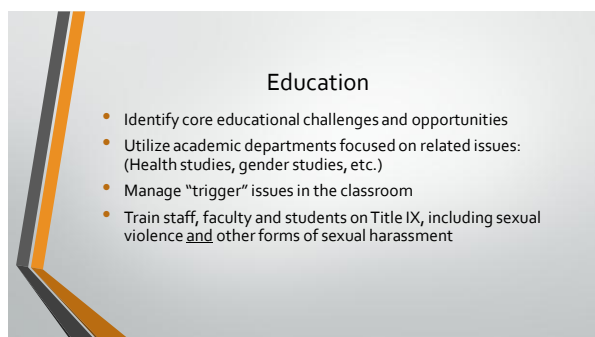 Education
• Identify core educational challenges and opportunities
• Utilize academic departments focused on related issues:
(Health studies, gender studies, etc.)
• Manage “trigger” issues in the classroom
• Train staff, faculty and students on Title IX, including sexual
violence and other forms of sexual harassment